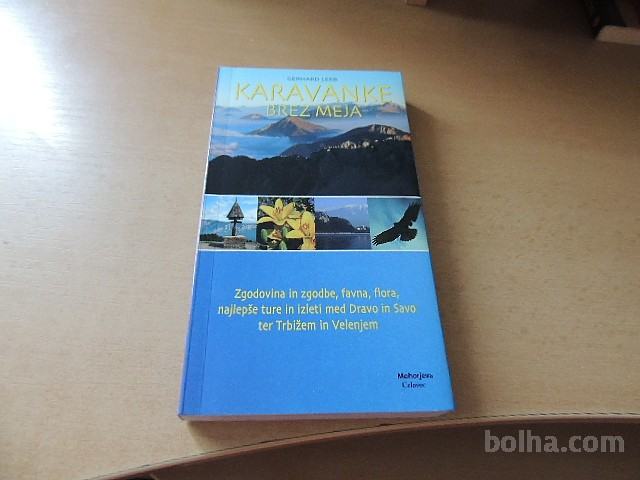 GERHARD LEEB
KARAVANKE
BREZ MEJA
Zgodovina in zgodbe, favna, flora,
najlepše ture in izleti med Dravo in Savo
ter Trbižem in Velenjem
Mohorjeva
Celovec
bolha.com